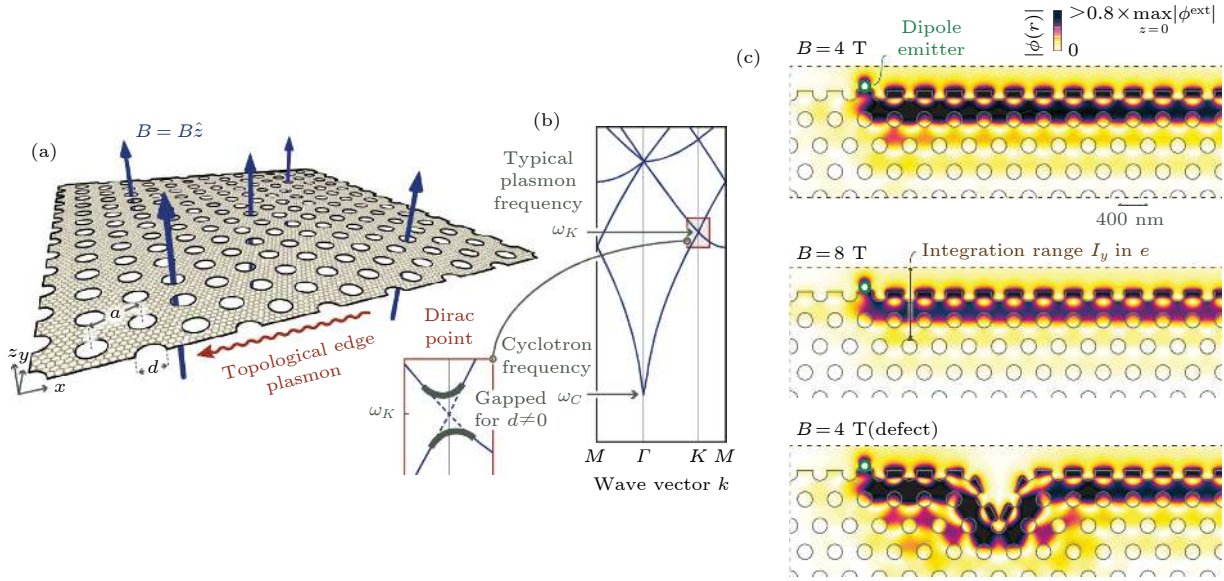 (a)
B = Bẑ
a
d
z
y
x
Topological edge
plasmon
(b)
Typical
plasmon
frequency
ω_K
Dirac
point
Cyclotron
frequency
ω_C
ω_K
Gapped
for d≠0
M Γ K M
Wave vector k
(c)
Dipole
emitter
|ϕ(r)|
>0.8×max|ϕ^ext|
z=0
0
B=4 T
400 nm
B=8 T
Integration range I_y in e
B=4 T(defect)